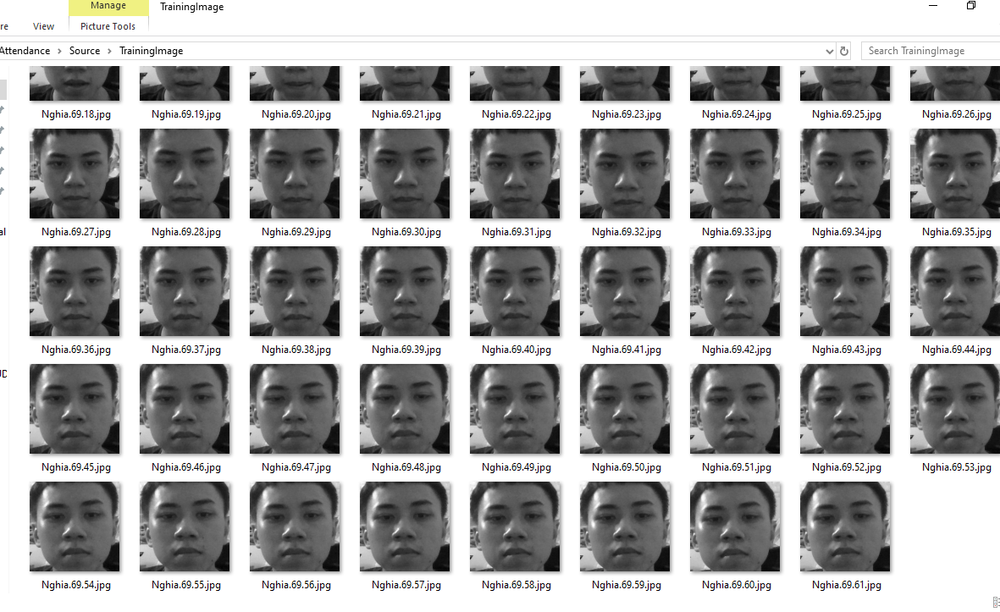 Manage TrainingImage
re View Picture Tools
Attendance > Source > TrainingImage Search TrainingImage
Nghia.69.18.jpg Nghia.69.19.jpg Nghia.69.20.jpg Nghia.69.21.jpg Nghia.69.22.jpg Nghia.69.23.jpg Nghia.69.24.jpg Nghia.69.25.jpg Nghia.69.26.jpg
Nghia.69.27.jpg Nghia.69.28.jpg Nghia.69.29.jpg Nghia.69.30.jpg Nghia.69.31.jpg Nghia.69.32.jpg Nghia.69.33.jpg Nghia.69.34.jpg Nghia.69.35.jpg
al
Nghia.69.36.jpg Nghia.69.37.jpg Nghia.69.38.jpg Nghia.69.39.jpg Nghia.69.40.jpg Nghia.69.41.jpg Nghia.69.42.jpg Nghia.69.43.jpg Nghia.69.44.jpg
Nghia.69.45.jpg Nghia.69.46.jpg Nghia.69.47.jpg Nghia.69.48.jpg Nghia.69.49.jpg Nghia.69.50.jpg Nghia.69.51.jpg Nghia.69.52.jpg Nghia.69.53.jpg
Nghia.69.54.jpg Nghia.69.55.jpg Nghia.69.56.jpg Nghia.69.57.jpg Nghia.69.58.jpg Nghia.69.59.jpg Nghia.69.60.jpg Nghia.69.61.jpg